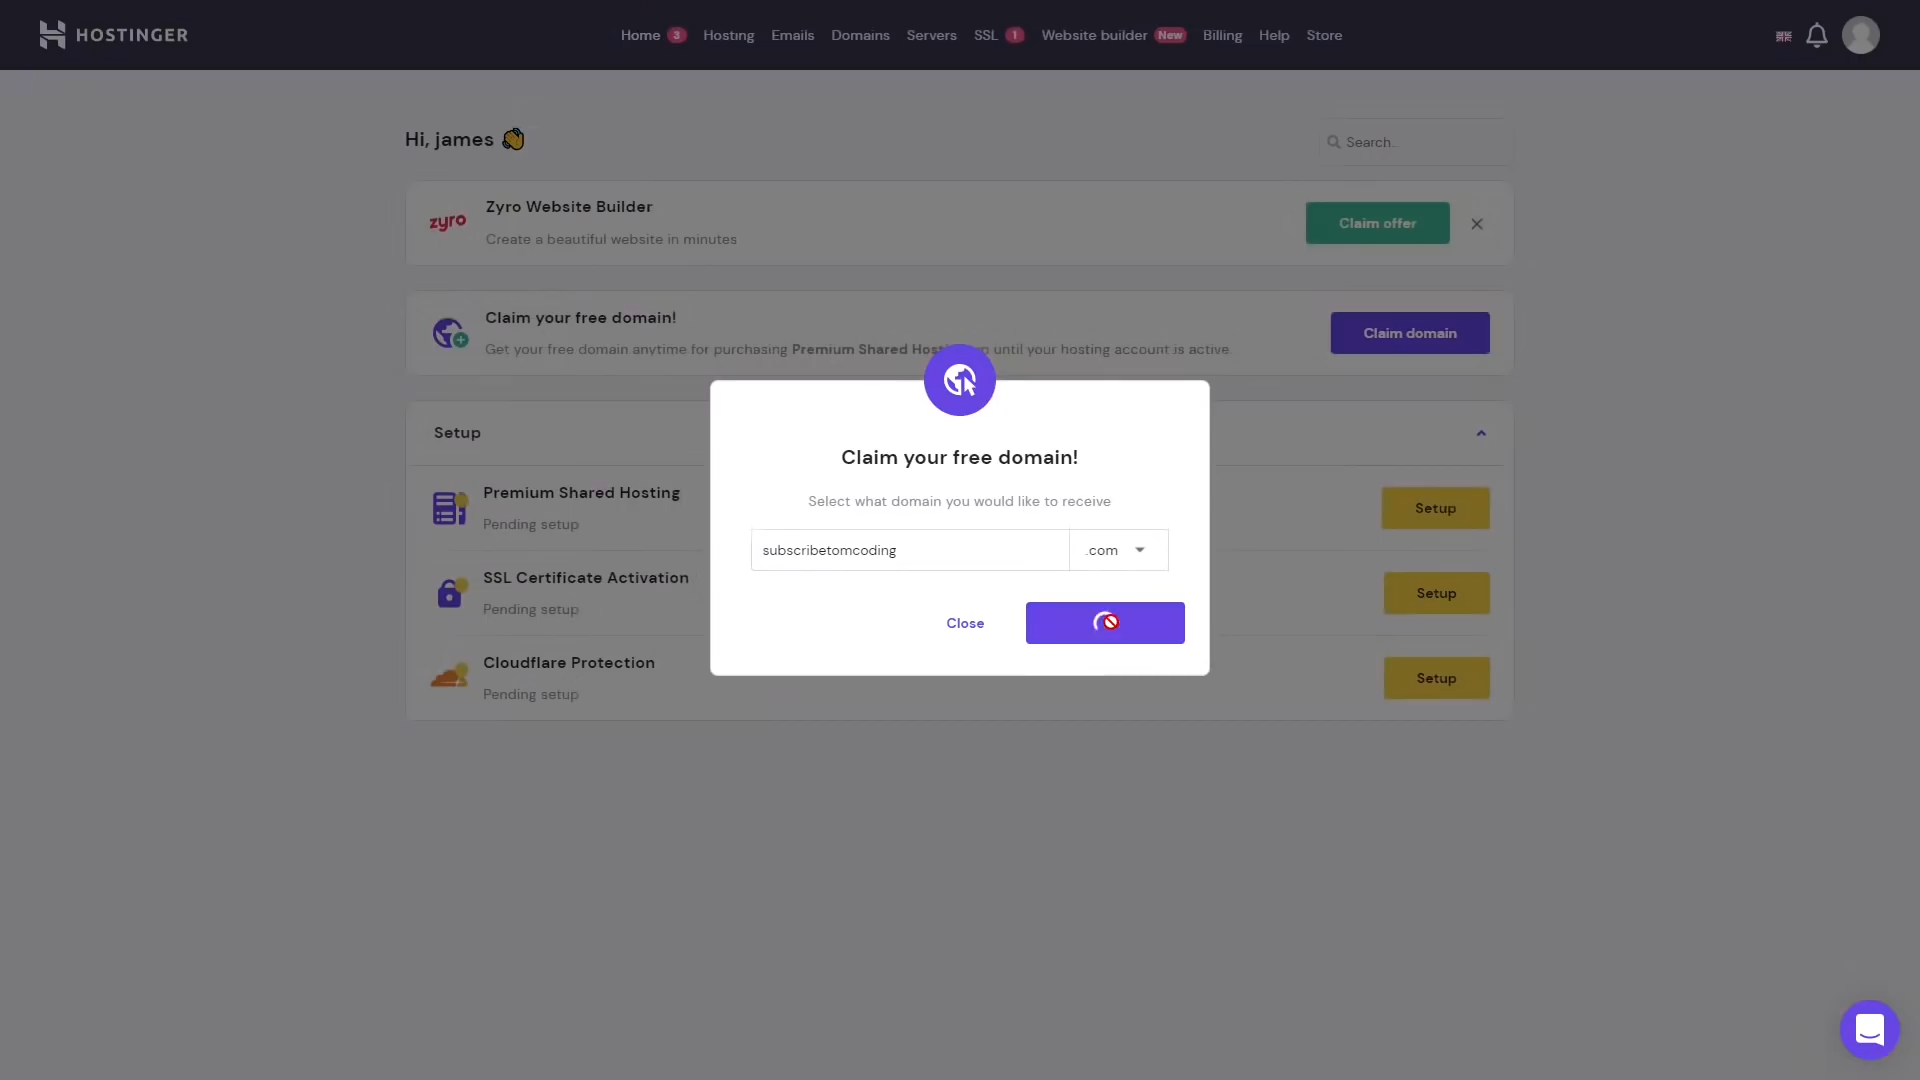 HOSTINGER
Home 3 Hosting Emails Domains Servers SSL 1 Website builder New Billing Help Store
Hi, james
Search..
zyro
Zyro Website Builder
Create a beautiful website in minutes
Claim offer
Claim your free domain!
Get your free domain anytime for purchasing Premium Shared until your hosting account is active.
Claim domain
Setup
Premium Shared Hosting
Pending setup
Setup
SSL Certificate Activation
Pending setup
Setup
Cloudflare Protection
Pending setup
Setup
Claim your free domain!
Select what domain you would like to receive
subscribetomcoding
.com
Close